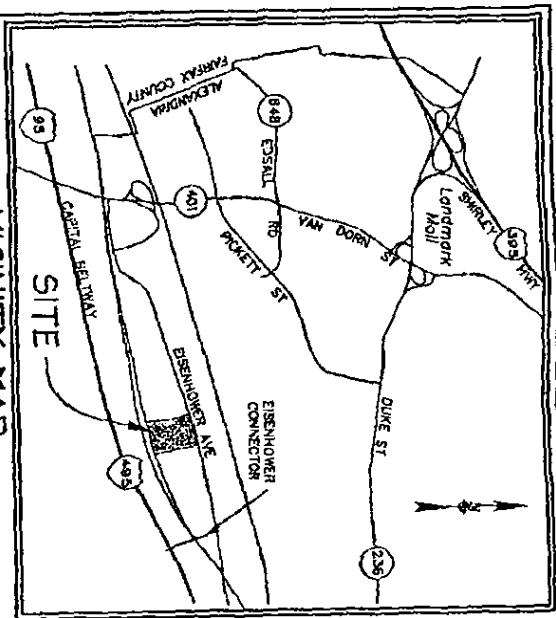 SHIRLEY HWY
395
Landmark
Mall
FAIRFAX COUNTY
ALEXANDRIA
648
EDSALL RD
VAN DORN ST
401
PICKETT ST
DUKE ST
236
N
95
CAPITAL BELTWAY
SITE
EISENHOWER AVE
EISENHOWER
CONNECTOR
495
VICINITY MAP